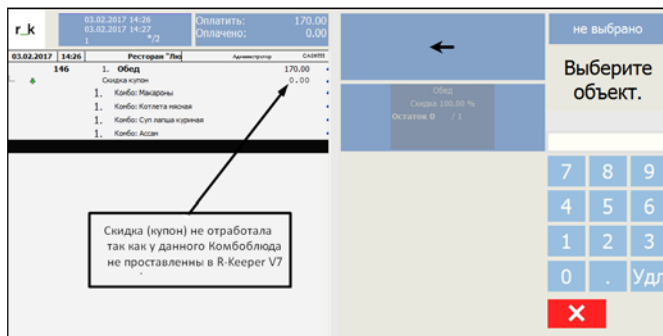 r_k
03.02.2017 14:26
03.02.2017 14:27
1 */2
Оплатить: 170.00
Оплачено: 0.00
03.02.2017 14:26 Ресторан "Лю Администратор CASH???
146 1. Обед 170.00
Скидка купон 0.00
1. Комбо: Макароны
1. Комбо: Котлета мясная
1. Комбо: Суп лапша куриная
1. Комбо: Ассам
Скидка (купон) не отработала
так как у данного Комбоблюда
не проставленны в R-Keeper V7
Обед
Скидка 100,00 %
Остаток 0 / 1
не выбрано
Выберите
объект.
7 8 9
4 5 6
1 2 3
0 . Удл
X